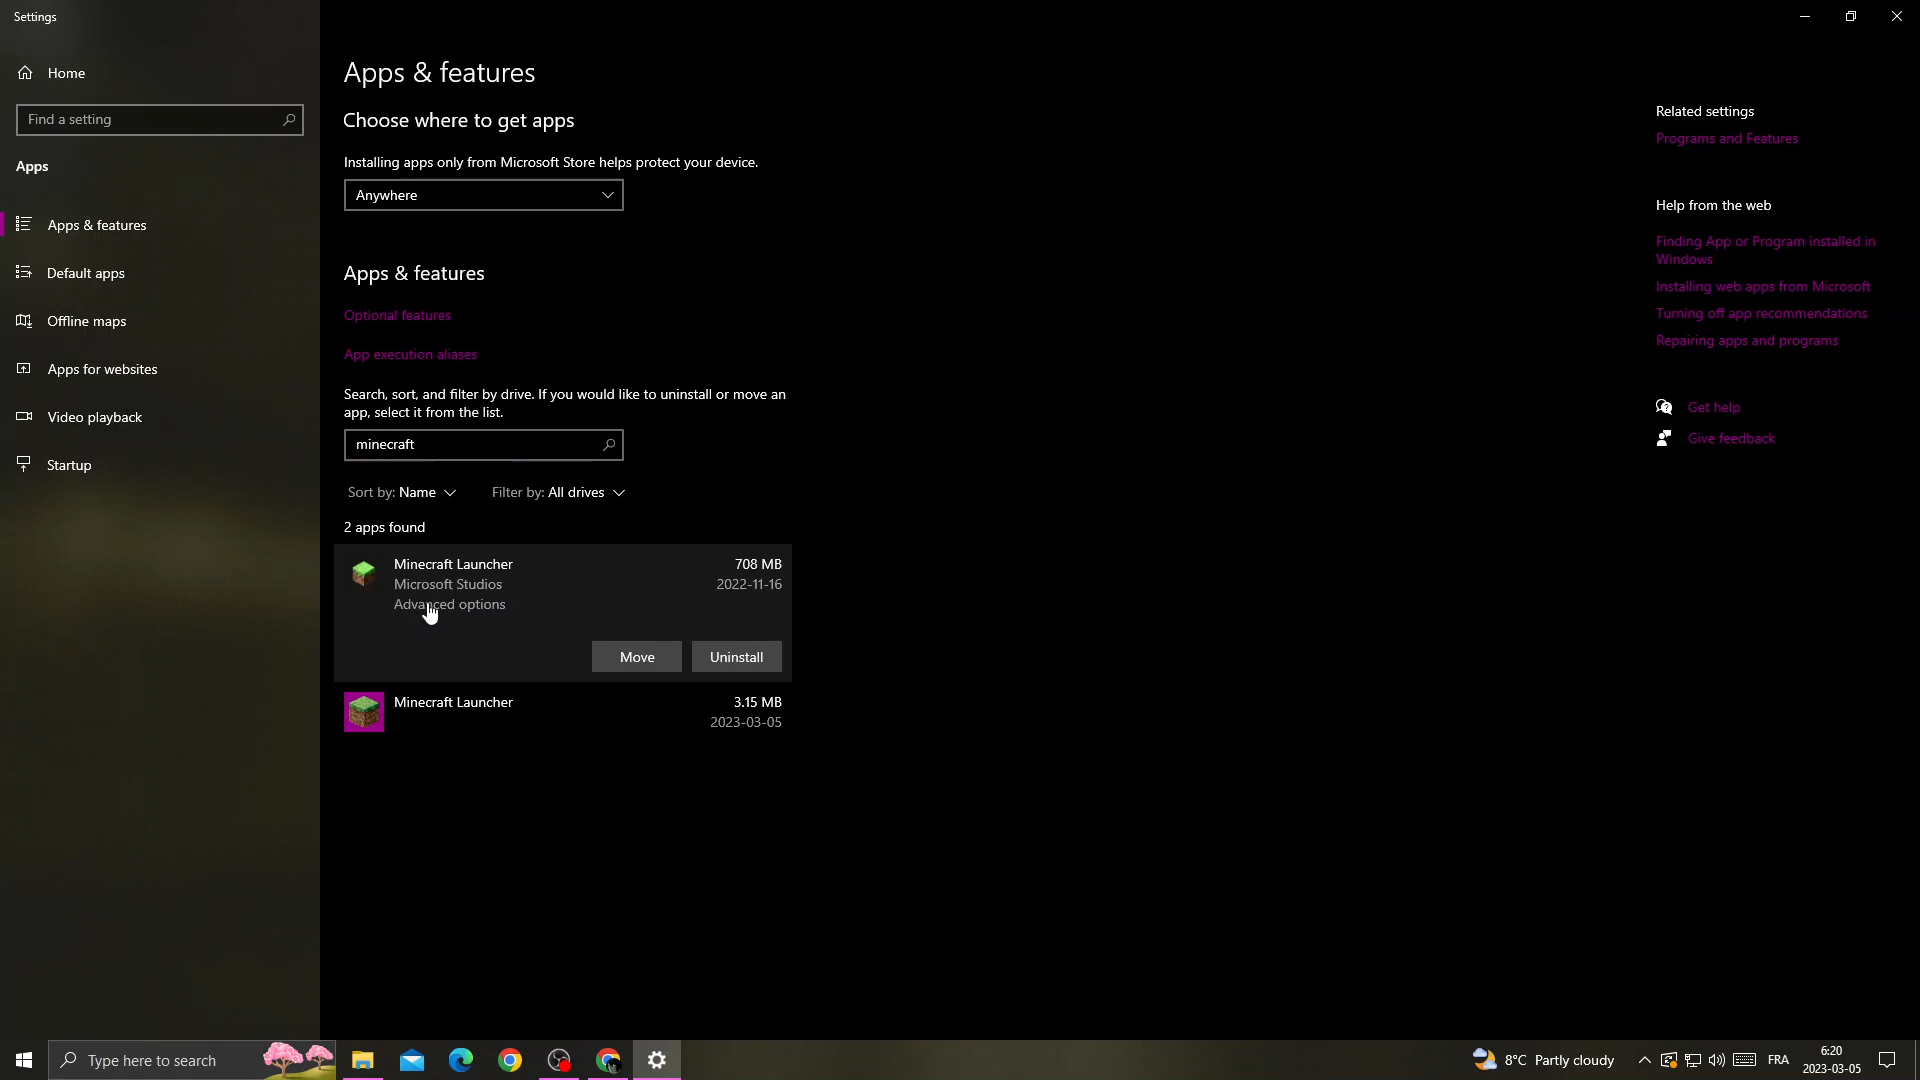 Settings
Home
Find a setting
Apps
Apps & features
Default apps
Offline maps
Apps for websites
Video playback
Startup
Apps & features
Choose where to get apps
Installing apps only from Microsoft Store helps protect your device.
Anywhere
Apps & features
Optional features
App execution aliases
Search, sort, and filter by drive. If you would like to uninstall or move an
app, select it from the list.
minecraft
Sort by: Name
Filter by: All drives
2 apps found
Minecraft Launcher
708 MB
Microsoft Studios
2022-11-16
Advanced options
Move
Uninstall
Minecraft Launcher
3.15 MB
2023-03-05
Related settings
Programs and Features
Help from the web
Finding App or Program installed in
Windows
Installing web apps from Microsoft
Turning off app recommendations
Repairing apps and programs
Get help
Give feedback
Type here to search
8°C Partly cloudy
FRA
6:20
2023-03-05